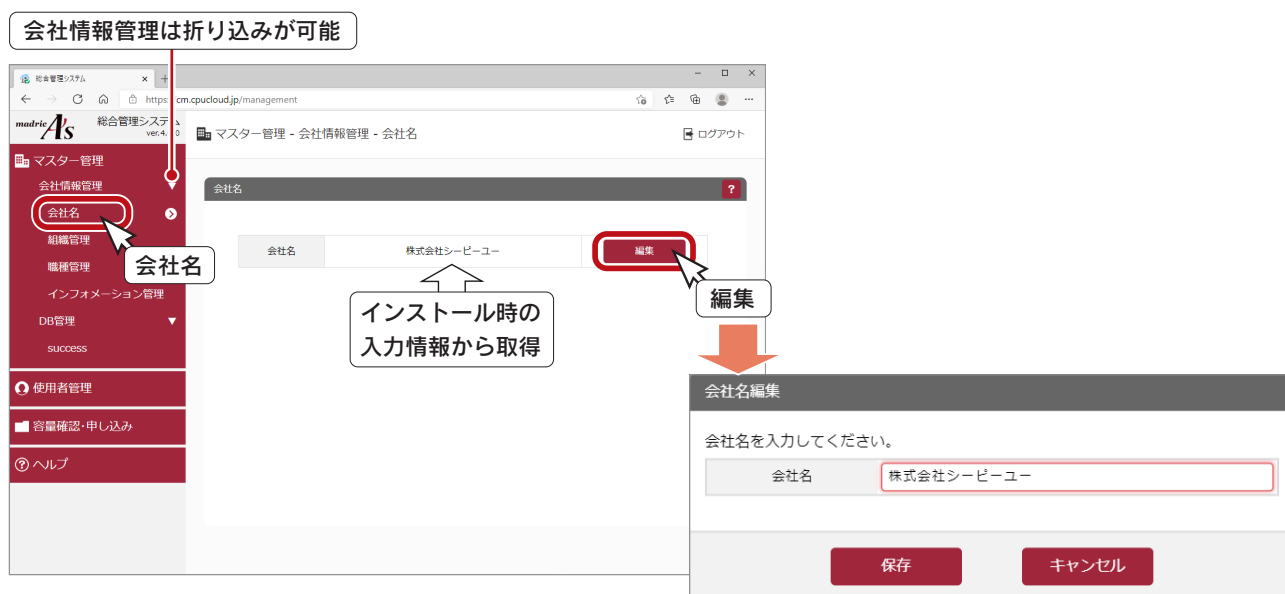 会社情報管理は折り込みが可能
総合管理システム
cm.cpucloud.jp/management
madric A's
総合管理システム
マスター管理 - 会社情報管理 - 会社名
ログアウト
マスター管理
会社情報管理 ▼
会社名
組織管理
職種管理
インフォメーション管理
DB管理 ▼
success
使用者管理
容量確認・申し込み
ヘルプ
会社名
会社名 ?
会社名 株式会社シーピーユー 編集
インストール時の
入力情報から取得
編集
会社名編集
会社名を入力してください。
会社名 株式会社シーピーユー
保存 キャンセル